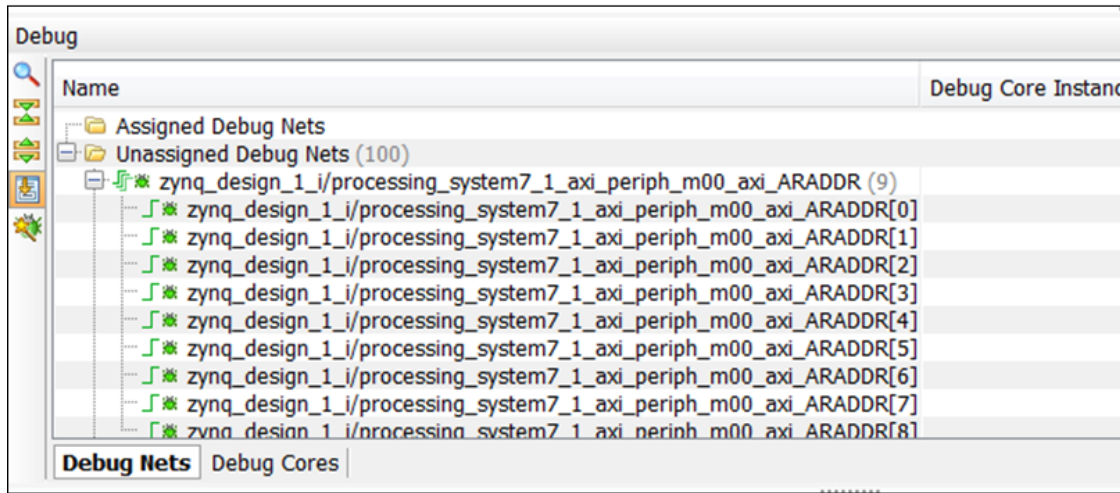 Debug
Name Debug Core Instanc
Assigned Debug Nets
Unassigned Debug Nets (100)
zynq_design_1_i/processing_system7_1_axi_periph_m00_axi_ARADDR (9)
zynq_design_1_i/processing_system7_1_axi_periph_m00_axi_ARADDR[0]
zynq_design_1_i/processing_system7_1_axi_periph_m00_axi_ARADDR[1]
zynq_design_1_i/processing_system7_1_axi_periph_m00_axi_ARADDR[2]
zynq_design_1_i/processing_system7_1_axi_periph_m00_axi_ARADDR[3]
zynq_design_1_i/processing_system7_1_axi_periph_m00_axi_ARADDR[4]
zynq_design_1_i/processing_system7_1_axi_periph_m00_axi_ARADDR[5]
zynq_design_1_i/processing_system7_1_axi_periph_m00_axi_ARADDR[6]
zynq_design_1_i/processing_system7_1_axi_periph_m00_axi_ARADDR[7]
zynq_design_1_i/processing_system7_1_axi_periph_m00_axi_ARADDR[8]
Debug Nets Debug Cores